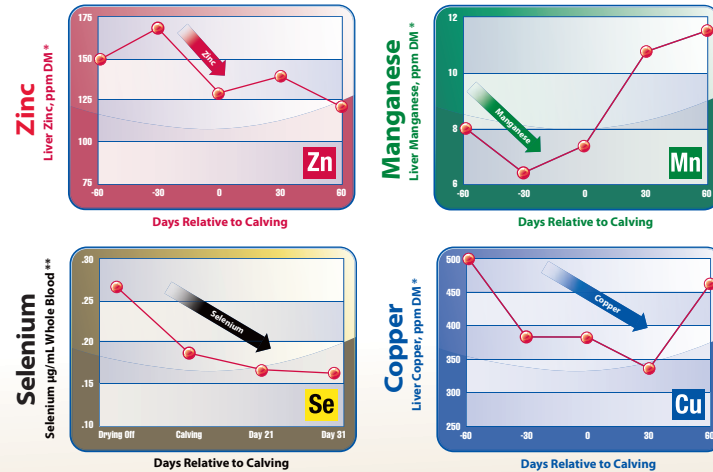 Zinc
Liver Zinc, ppm DM *
175
150
125
100
75
Zinc
Zn
-60 -30 0 30 60
Days Relative to Calving
Manganese
Liver Manganese, ppm DM *
12
10
8
6
Manganese
Mn
-60 -30 0 30 60
Days Relative to Calving
Selenium
Selenium µg/mL Whole Blood **
.30
.25
.20
.15
.10
Selenium
Se
Drying Off Calving Day 21 Day 31
Days Relative to Calving
Copper
Liver Copper, ppm DM *
500
450
400
350
300
250
Copper
Cu
-60 -30 0 30 60
Days Relative to Calving